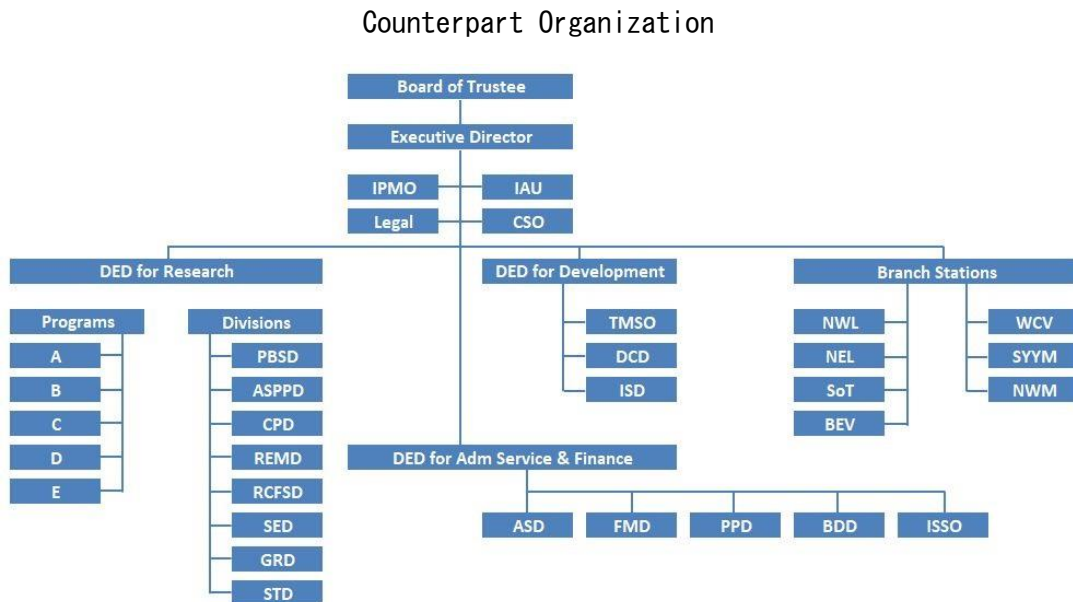 Counterpart Organization
Board of Trustee
Executive Director
IPMO
IAU
Legal
CSO
DED for Research
DED for Development
Branch Stations
Programs
Divisions
A
B
C
D
E
PBSD
ASPPD
CPD
REMD
RCFSD
SED
GRD
STD
TMSO
DCD
ISD
NWL
NEL
SoT
BEV
WCV
SYYM
NWM
DED for Adm Service & Finance
ASD
FMD
PPD
BDD
ISSO